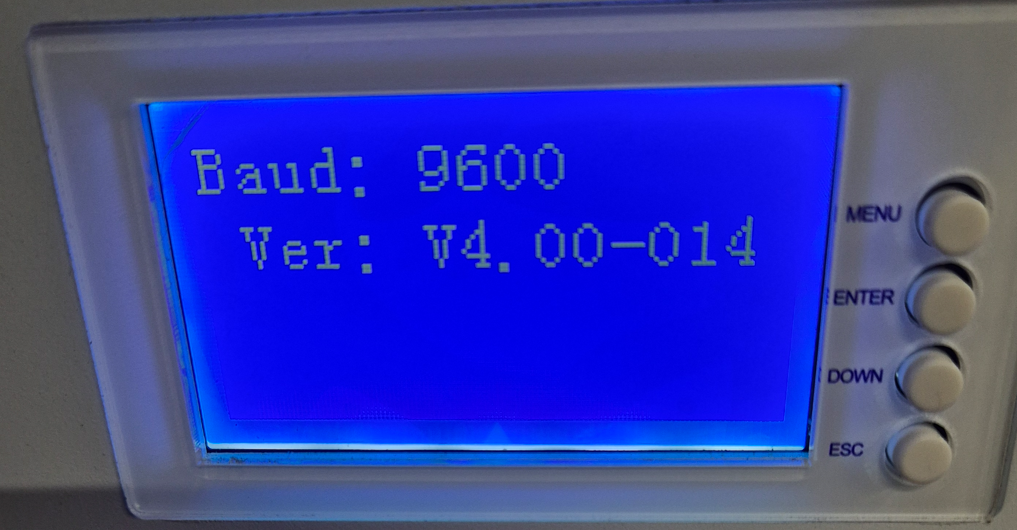 Baud: 9600
Ver: V4.00-014
MENU
ENTER
DOWN
ESC